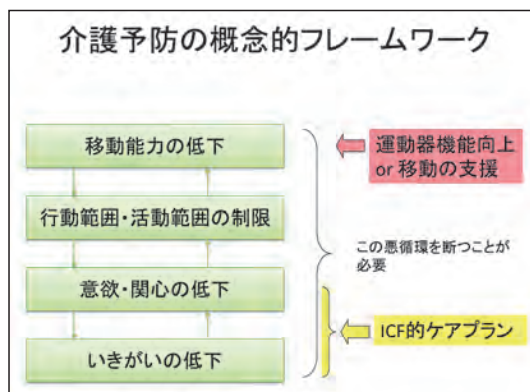 介護予防の概念的フレームワーク
移動能力の低下
運動器機能向上
or 移動の支援
行動範囲・活動範囲の制限
この悪循環を断つことが
必要
意欲・関心の低下
ICF的ケアプラン
いきがいの低下